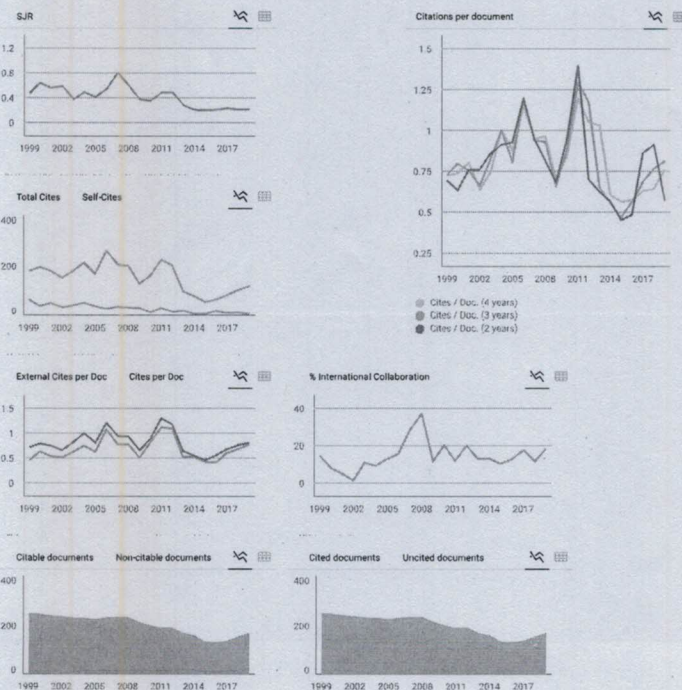 SJR
1.2
0.8
0.4
0
1999 2002 2005 2008 2011 2014 2017
Citations per document
1.5
1.25
1
0.75
0.5
0.25
1999 2002 2005 2008 2011 2014 2017
Cites / Doc. (4 years)
Cites / Doc. (3 years)
Cites / Doc. (2 years)
Total Cites Self-Cites
400
200
0
1999 2002 2005 2008 2011 2014 2017
External Cites per Doc Cites per Doc
1.5
1
0.5
0
1999 2002 2005 2008 2011 2014 2017
% International Collaboration
40
20
0
1999 2002 2005 2008 2011 2014 2017
Citable documents Non-citable documents
400
200
0
1999 2002 2005 2008 2011 2014 2017
Cited documents Uncited documents
400
200
0
1999 2002 2005 2008 2011 2014 2017